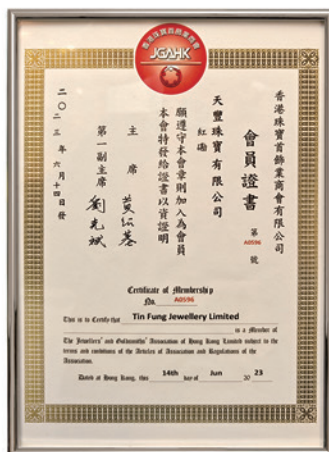 JGAHK
香港珠寶首飾業商會有限公司
會員證書
第 A0596 號
天豐珠寶有限公司
紅磡
願遵守本會章則加入為會員
本會特發給證書以資證明
主席
黃紹基
第一副主席
劉克斌
二〇二三年六月十四日發
Certificate of Membership
No. A0596
This is to Certify that Tin Fung Jewellery Limited
is a Member of
The Jewellers' and Goldsmiths' Association of Hong Kong Limited subject to the
terms and conditions of the Articles of Association and Regulations of the
Association.
Dated at Hong Kong, this 14th day of Jun 20 23